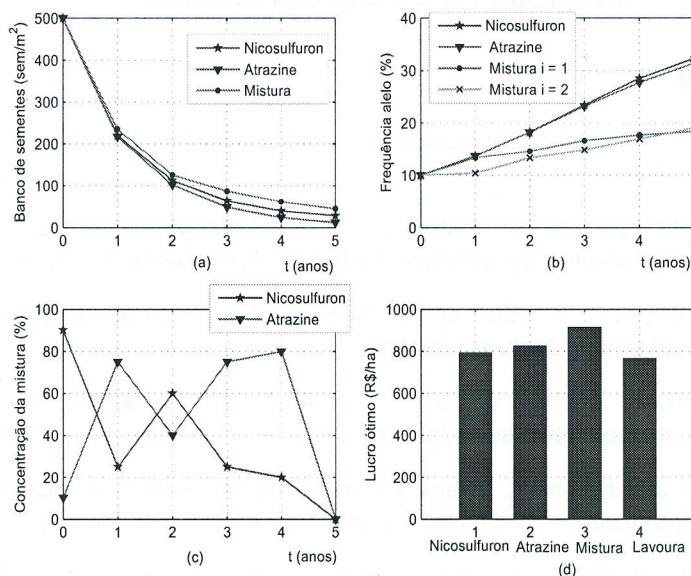 Banco de sementes (sem/m²)
500
400
300
200
100
0
Nicosulfuron
Atrazine
Mistura
0 1 2 3 4 5
(a)
t (anos)
Frequência alelo (%)
40
30
20
10
0
Nicosulfuron
Atrazine
Mistura i = 1
Mistura i = 2
0 1 2 3 4 5
(b)
t (anos)
Concentração da mistura (%)
100
80
60
40
20
0
Nicosulfuron
Atrazine
0 1 2 3 4 5
(c)
t (anos)
Lucro ótimo (R$/ha)
1000
800
600
400
200
0
1 2 3 4
Nicosulfuron Atrazine Mistura Lavoura
(d)